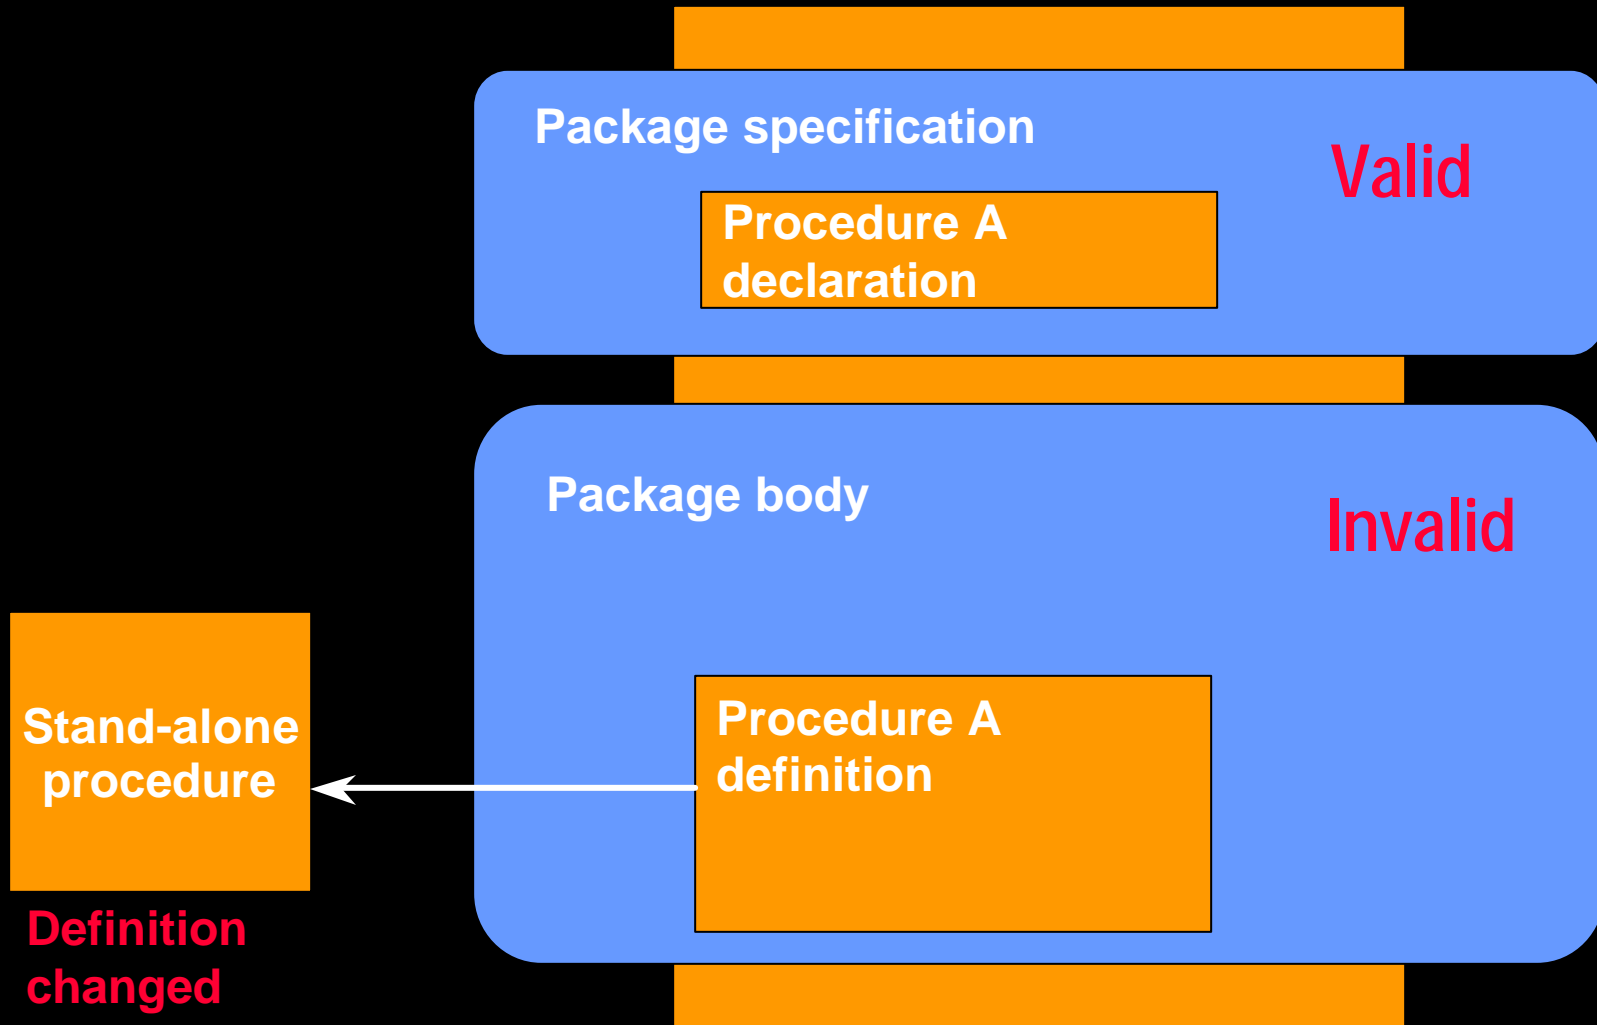 Package specification
Valid
Procedure A
declaration
Package body
Invalid
Stand-alone
procedure
Procedure A
definition
Definition
changed